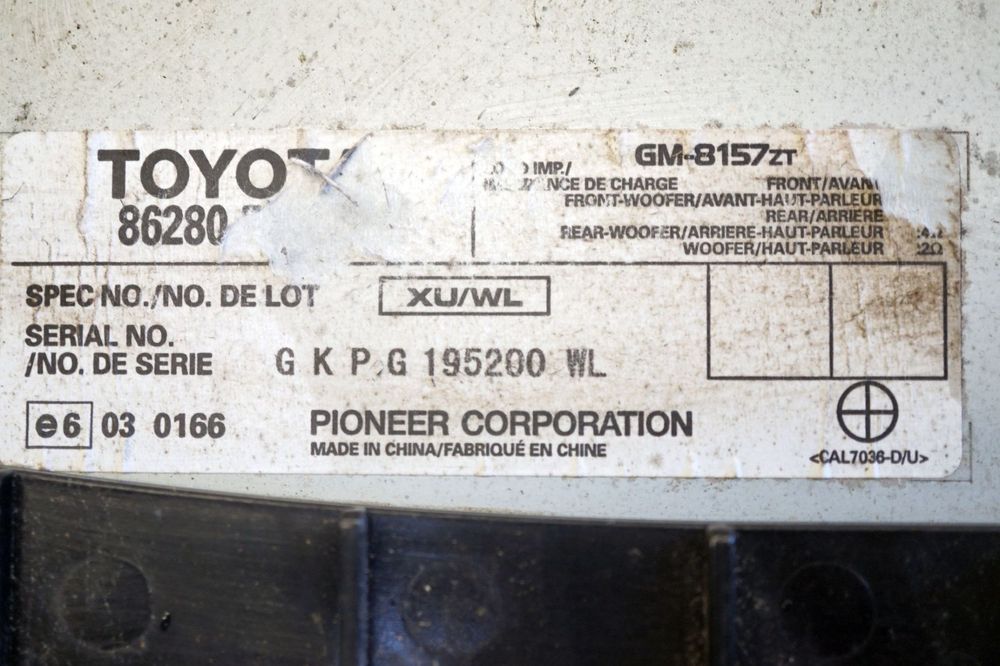 TOYOT
86280
GM-8157ZT
IMP./
NCE DE CHARGE FRONT/AVAN
FRONT-WOOFER/AVANT-HAUT-PARLEUR
REAR/ARRIERE
REAR-WOOFER/ARRIERE-HAUT-PARLEUR
WOOFER/HAUT-PARLEUR 2Ω
SPEC NO./NO. DE LOT XU/WL
SERIAL NO.
/NO. DE SERIE G K P G 195200 WL
e6 03 0166
PIONEER CORPORATION
MADE IN CHINA/FABRIQUÉ EN CHINE
<CAL7036-D/U>